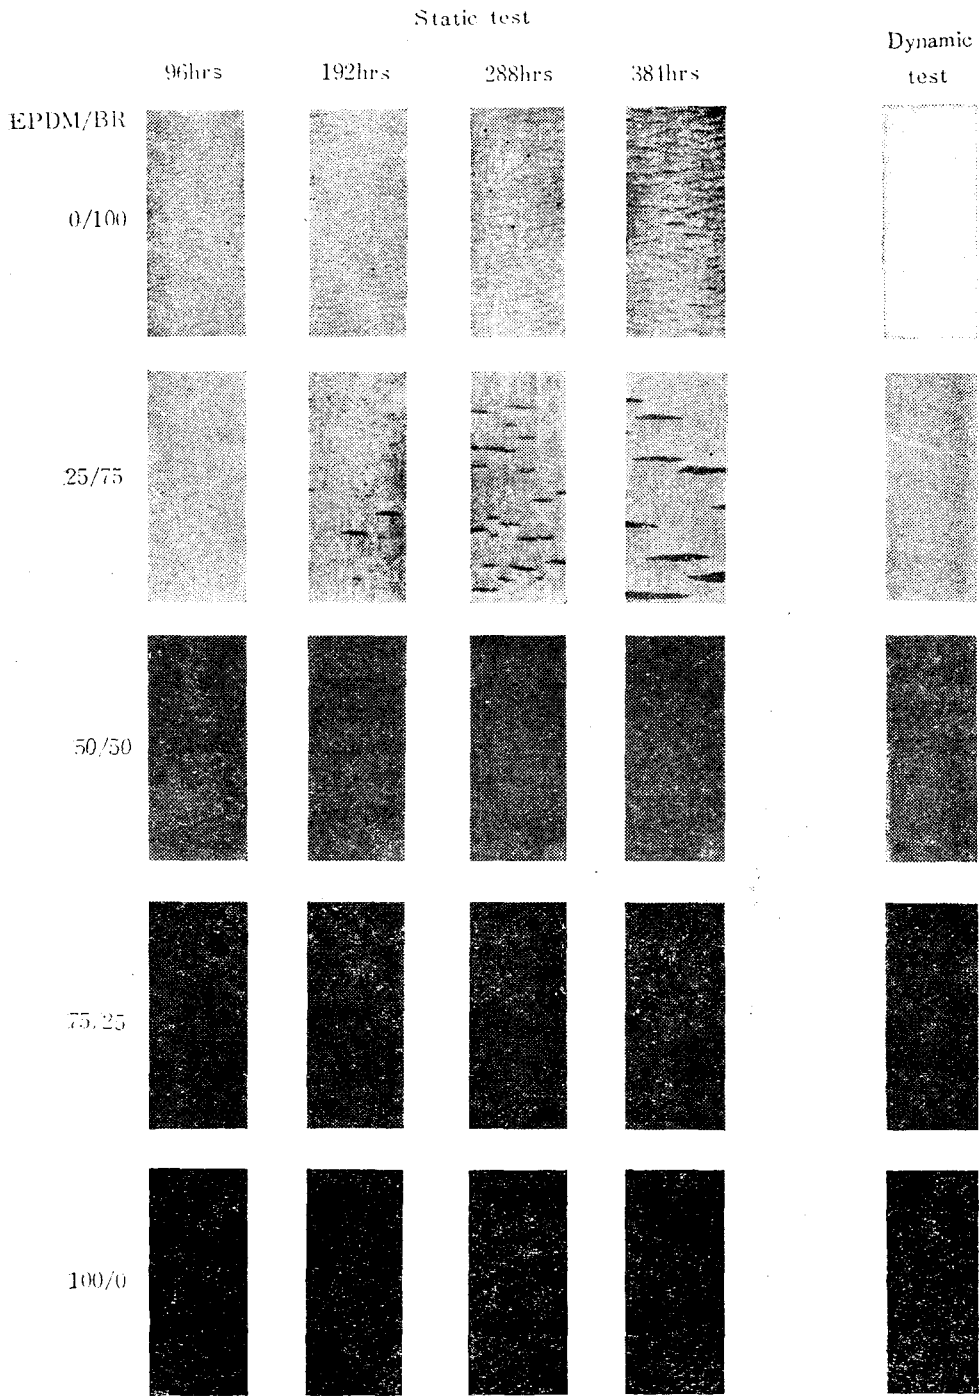 Static test
Dynamic
test
96hrs 192hrs 288hrs 384hrs
EPDM/BR
0/100
25/75
50/50
75/25
100/0